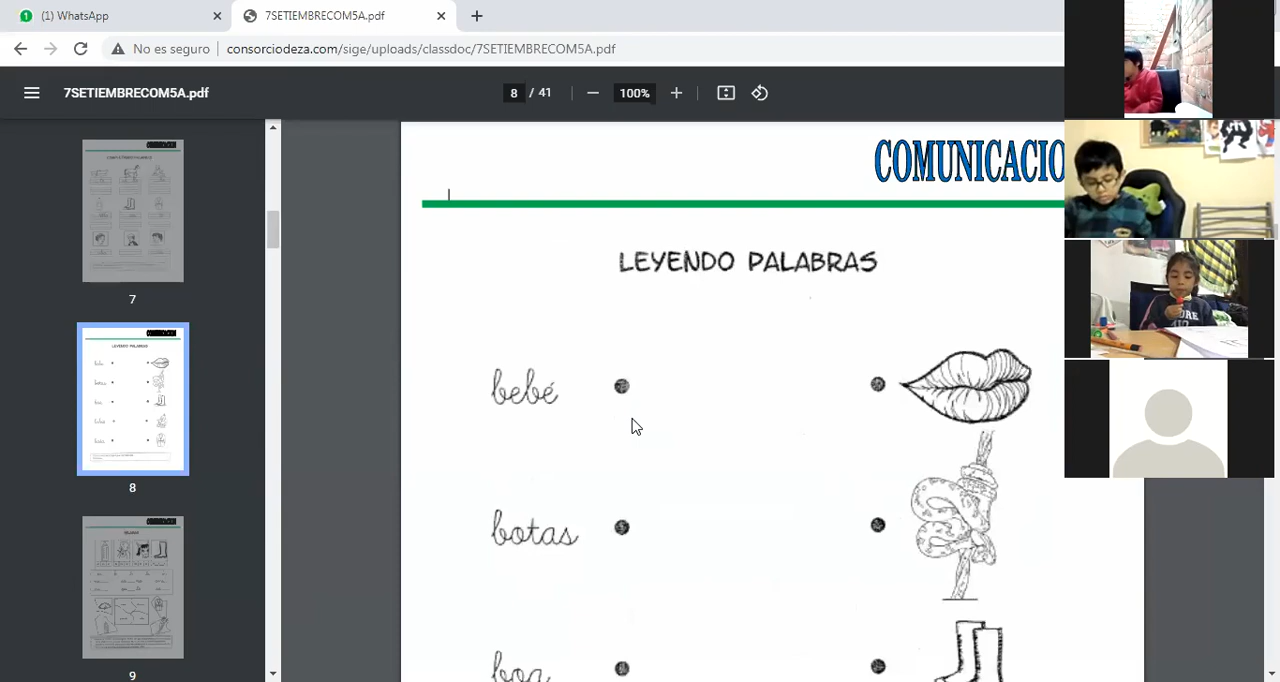 (1) WhatsApp
7SETIEMBRECOM5A.pdf
No es seguro
consorciodeza.com/sige/uploads/classdoc/7SETIEMBRECOM5A.pdf
7SETIEMBRECOM5A.pdf
8 / 41
100%
COMUNICACIO
LEYENDO PALABRAS
bebé
botas
boa
7
8
9